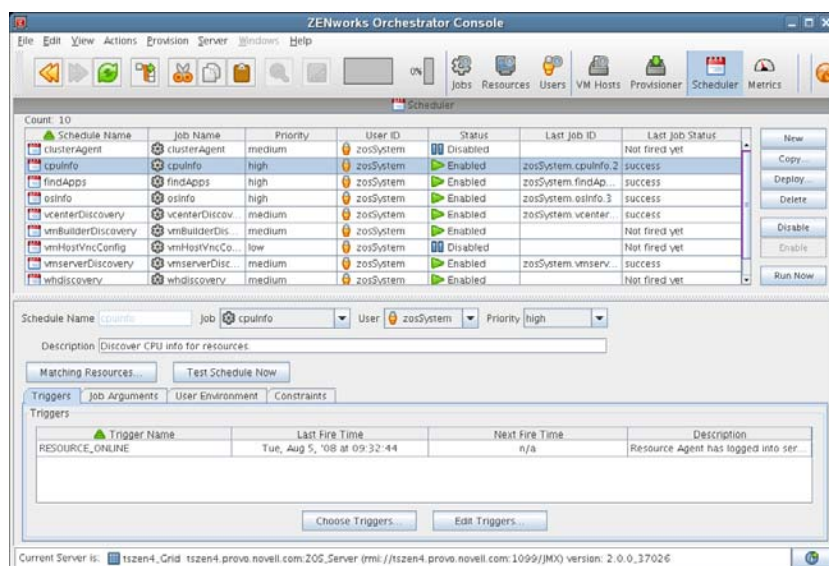 ZENworks Orchestrator Console
File Edit View Actions Provision Server Windows Help
0% Jobs Resources Users VM Hosts Provisioner Scheduler Metrics
Scheduler
Count: 10
Schedule Name Job Name Priority User ID Status Last Job ID Last Job Status
clusterAgent clusterAgent medium zosSystem Disabled Not fired yet
cpuInfo cpuInfo high zosSystem Enabled zosSystem.cpuInfo.2 success
findApps findApps high zosSystem Enabled zosSystem.findAp... success
osInfo osInfo high zosSystem Enabled zosSystem.osInfo.3 success
vcenterDiscovery vcenterDiscov... medium zosSystem Enabled zosSystem.vcenter... success
vmBuilderDiscovery vmBuilderDis... medium zosSystem Enabled Not fired yet
vmHostVncConfig vmHostVncCo... low zosSystem Disabled Not fired yet
vmserverDiscovery vmserverDisc... medium zosSystem Enabled zosSystem.vmserv... success
whdiscovery whdiscovery medium zosSystem Enabled Not fired yet
New
Copy...
Deploy...
Delete
Disable
Enable
Run Now
Schedule Name cpuInfo Job cpuInfo User zosSystem Priority high
Description Discover CPU info for resources.
Matching Resources... Test Schedule Now
Triggers Job Arguments User Environment Constraints
Triggers
Trigger Name Last Fire Time Next Fire Time Description
RESOURCE_ONLINE Tue, Aug 5, '08 at 09:32:44 n/a Resource Agent has logged into ser...
Choose Triggers... Edit Triggers...
Current Server is: tszen4_Grid tszen4.provo.novell.com:ZOS_Server (rmi://tszen4.provo.novell.com:1099/JMX) version: 2.0.0_37026